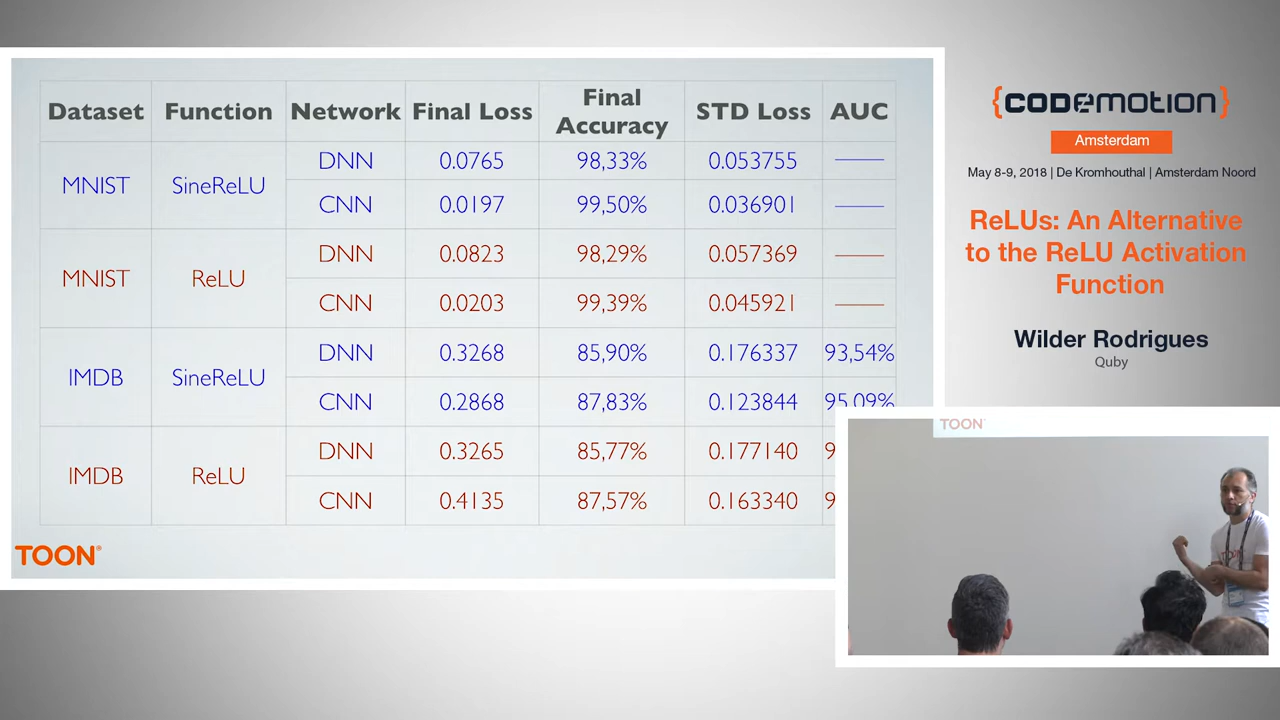 Dataset Function Network Final Loss Final Accuracy STD Loss AUC
MNIST SineReLU DNN 0.0765 98,33% 0.053755 ——
CNN 0.0197 99,50% 0.036901 ——
MNIST ReLU DNN 0.0823 98,29% 0.057369 ——
CNN 0.0203 99,39% 0.045921 ——
IMDB SineReLU DNN 0.3268 85,90% 0.176337 93,54%
CNN 0.2868 87,83% 0.123844 95,09%
IMDB ReLU DNN 0.3265 85,77% 0.177140 9
CNN 0.4135 87,57% 0.163340 9
TOON®
{CODEMOTION}
Amsterdam
May 8-9, 2018 | De Kromhouthal | Amsterdam Noord
ReLUs: An Alternative
to the ReLU Activation
Function
Wilder Rodrigues
Quby
TOON®
TOON